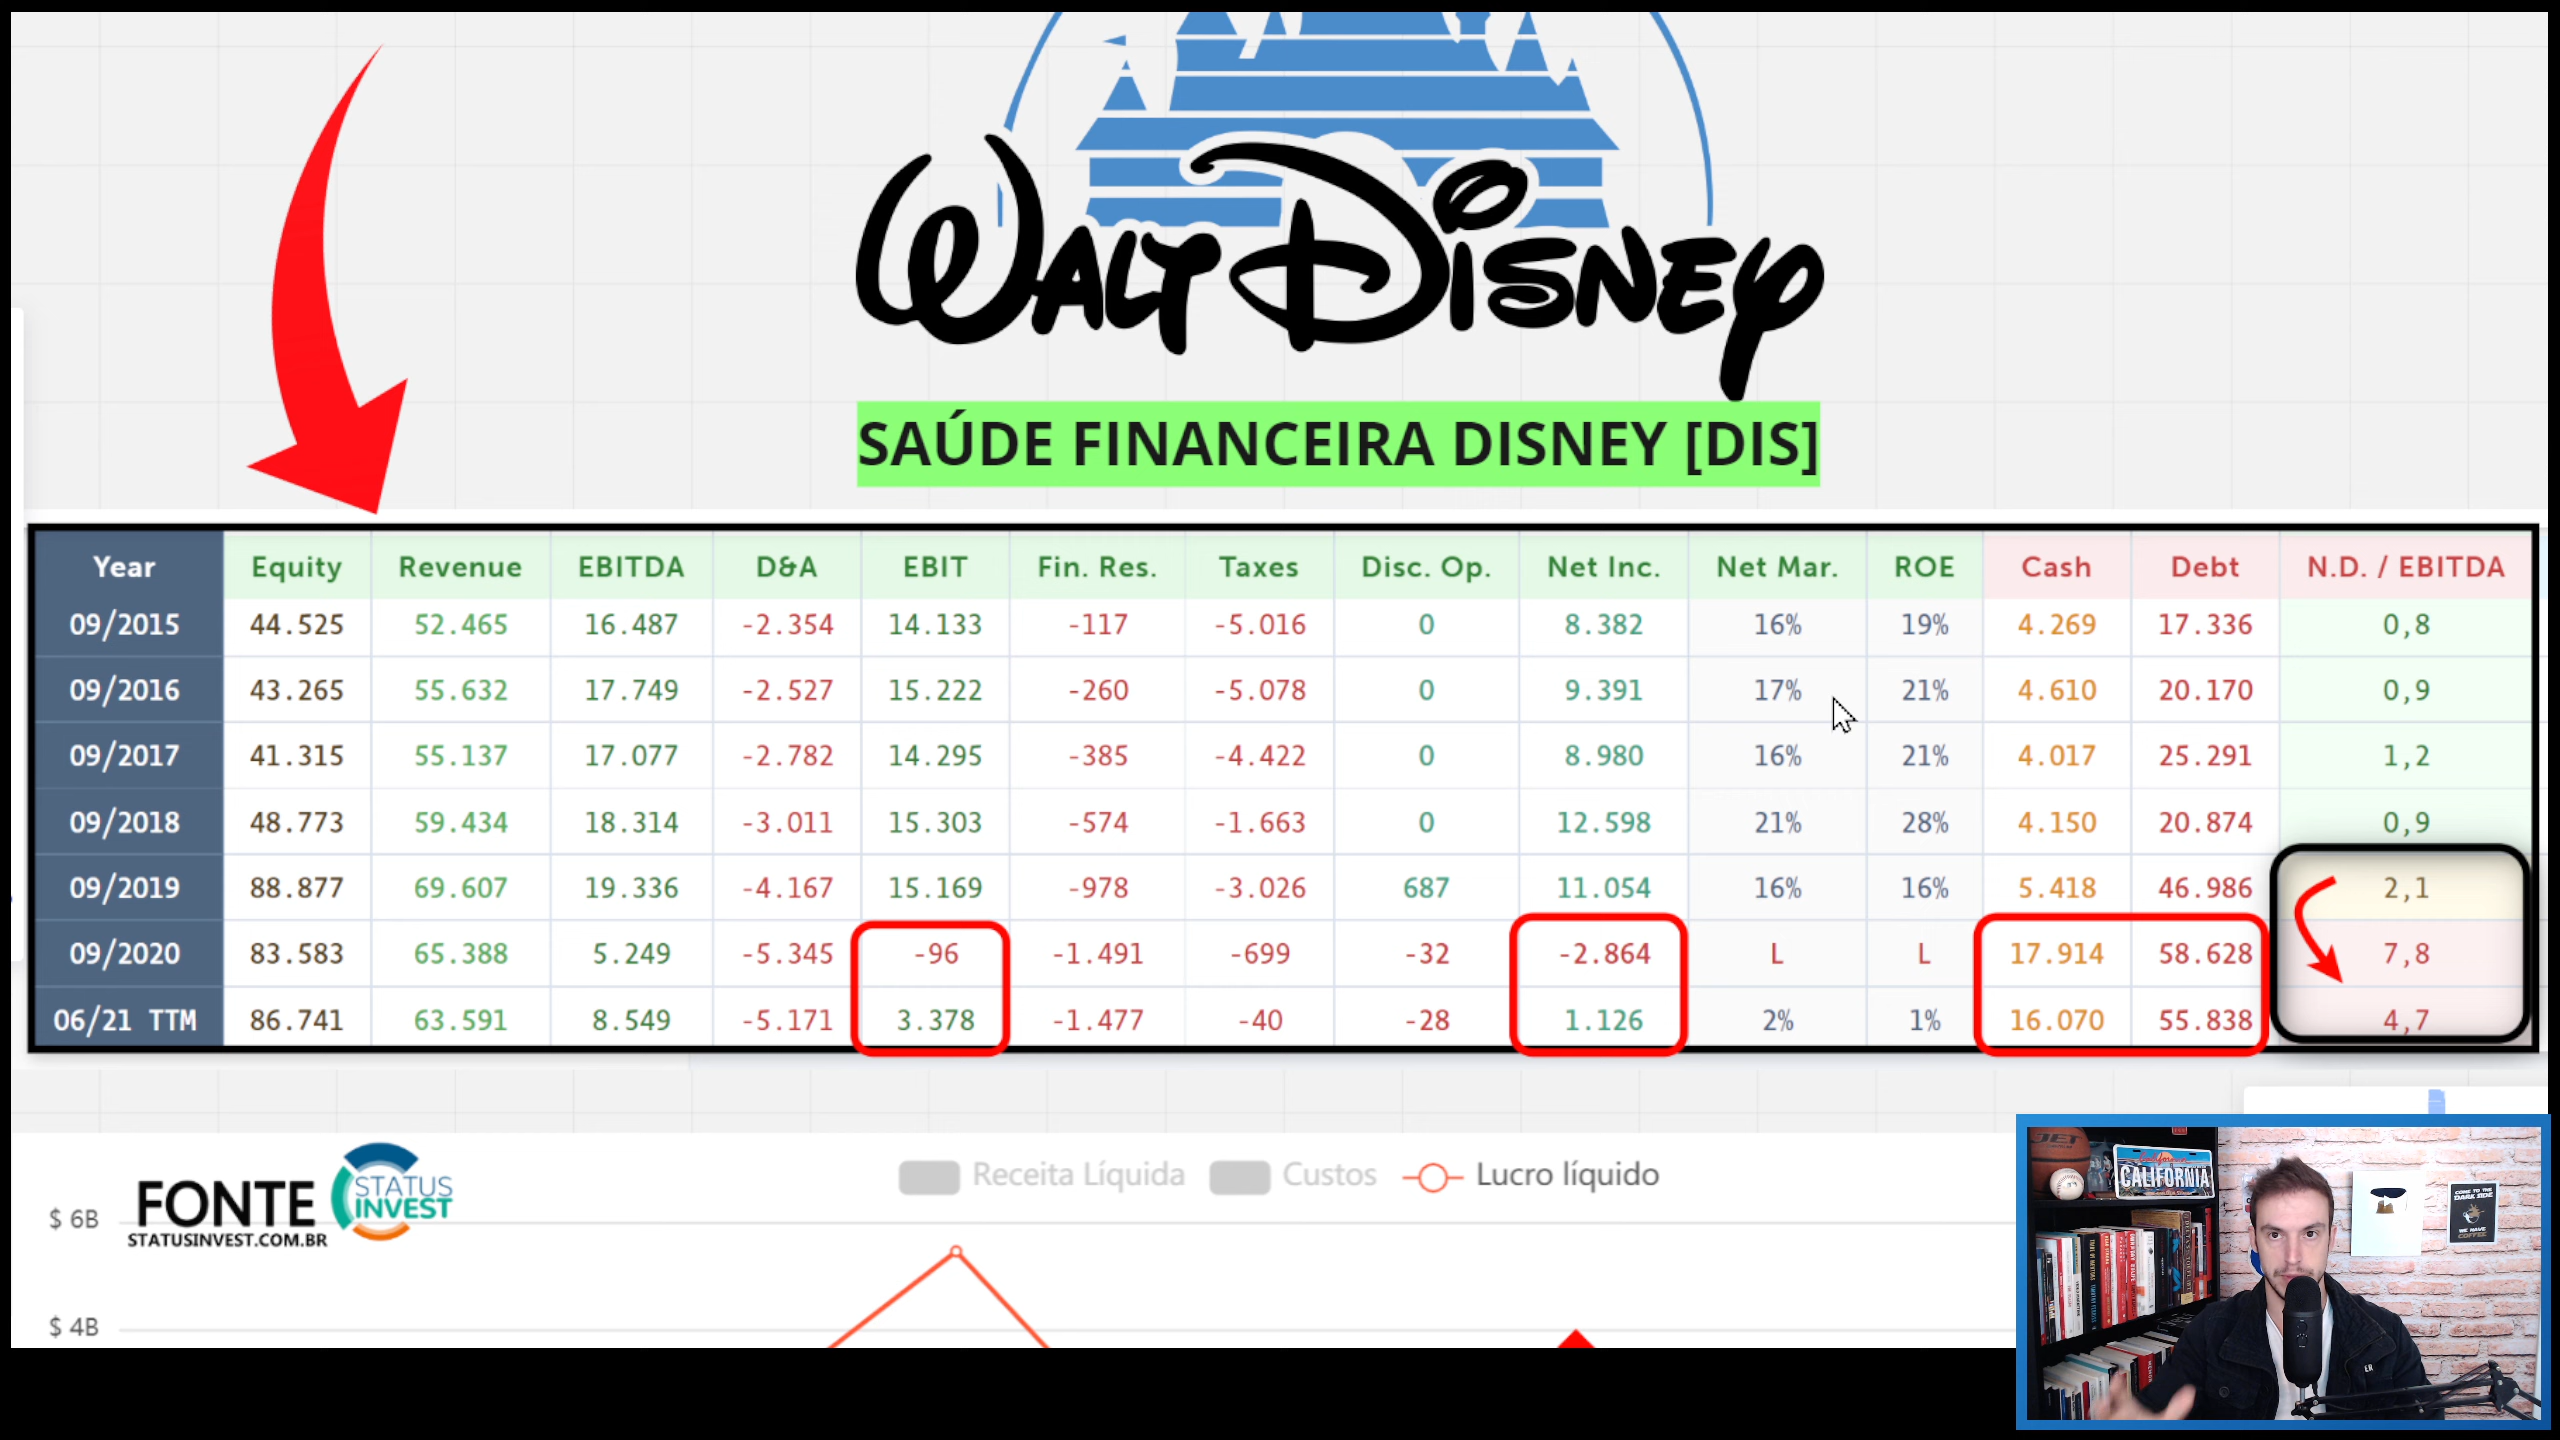 WALT DISNEY
SAÚDE FINANCEIRA DISNEY [DIS]
Year Equity Revenue EBITDA D&A EBIT Fin. Res. Taxes Disc. Op. Net Inc. Net Mar. ROE Cash Debt N.D. / EBITDA
09/2015 44.525 52.465 16.487 -2.354 14.133 -117 -5.016 0 8.382 16% 19% 4.269 17.336 0,8
09/2016 43.265 55.632 17.749 -2.527 15.222 -260 -5.078 0 9.391 17% 21% 4.610 20.170 0,9
09/2017 41.315 55.137 17.077 -2.782 14.295 -385 -4.422 0 8.980 16% 21% 4.017 25.291 1,2
09/2018 48.773 59.434 18.314 -3.011 15.303 -574 -1.663 0 12.598 21% 28% 4.150 20.874 0,9
09/2019 88.877 69.607 19.336 -4.167 15.169 -978 -3.026 687 11.054 16% 16% 5.418 46.986 2,1
09/2020 83.583 65.388 5.249 -5.345 -96 -1.491 -699 -32 -2.864 L L 17.914 58.628 7,8
06/21 TTM 86.741 63.591 8.549 -5.171 3.378 -1.477 -40 -28 1.126 2% 1% 16.070 55.838 4,7
Receita Líquida Custos Lucro líquido
FONTE STATUS INVEST
STATUSINVEST.COM.BR
$ 6B
$ 4B
JET
CALIFORNIA
COME TO THE
DARK SIDE
WE HAVE
COFFEE